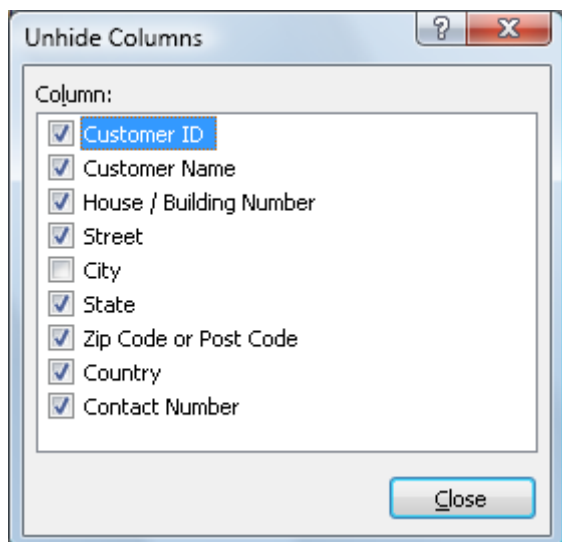 Unhide Columns
?
X
Column:
Customer ID
Customer Name
House / Building Number
Street
City
State
Zip Code or Post Code
Country
Contact Number
Close